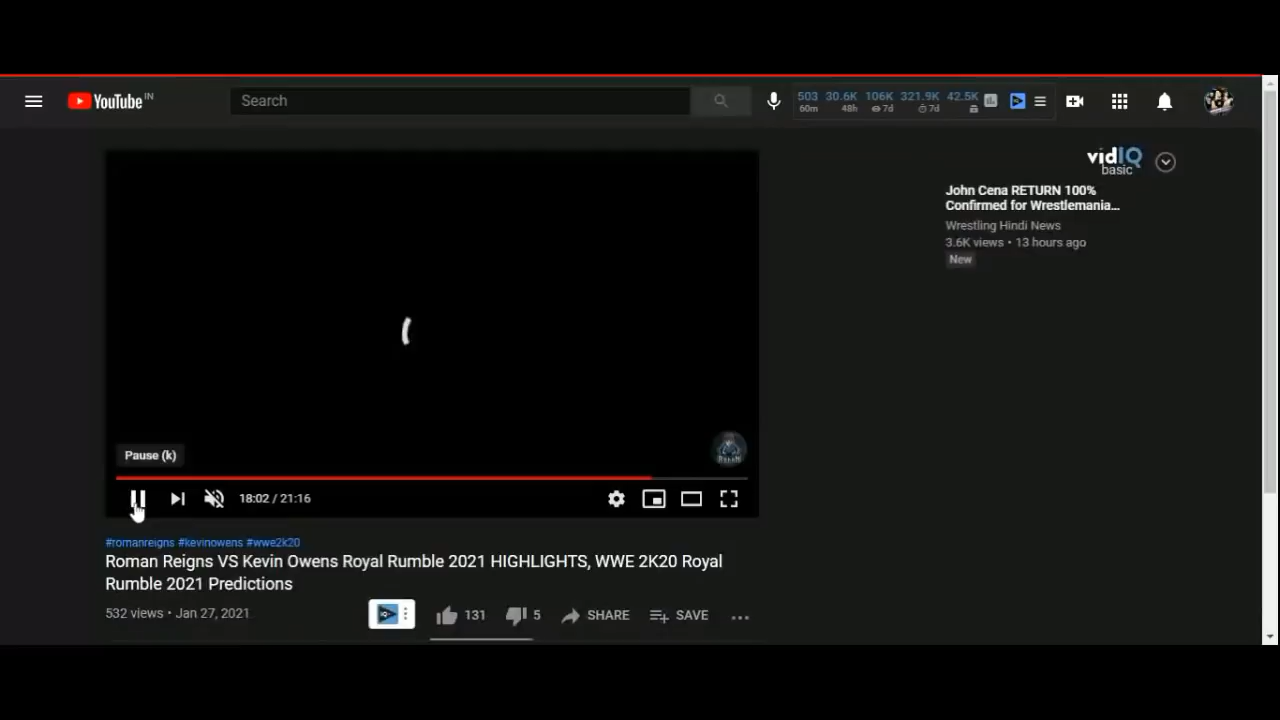 YouTube IN
Search
503 30.6K 106K 321.9K 42.5K
60m 48h 7d 7d
vidIQ
basic
John Cena RETURN 100%
Confirmed for Wrestlemania...
Wrestling Hindi News
3.6K views • 13 hours ago
New
Pause (k)
18:02 / 21:16
#romanreigns #kevinowens #wwe2k20
Roman Reigns VS Kevin Owens Royal Rumble 2021 HIGHLIGHTS, WWE 2K20 Royal
Rumble 2021 Predictions
532 views • Jan 27, 2021
131 5 SHARE SAVE